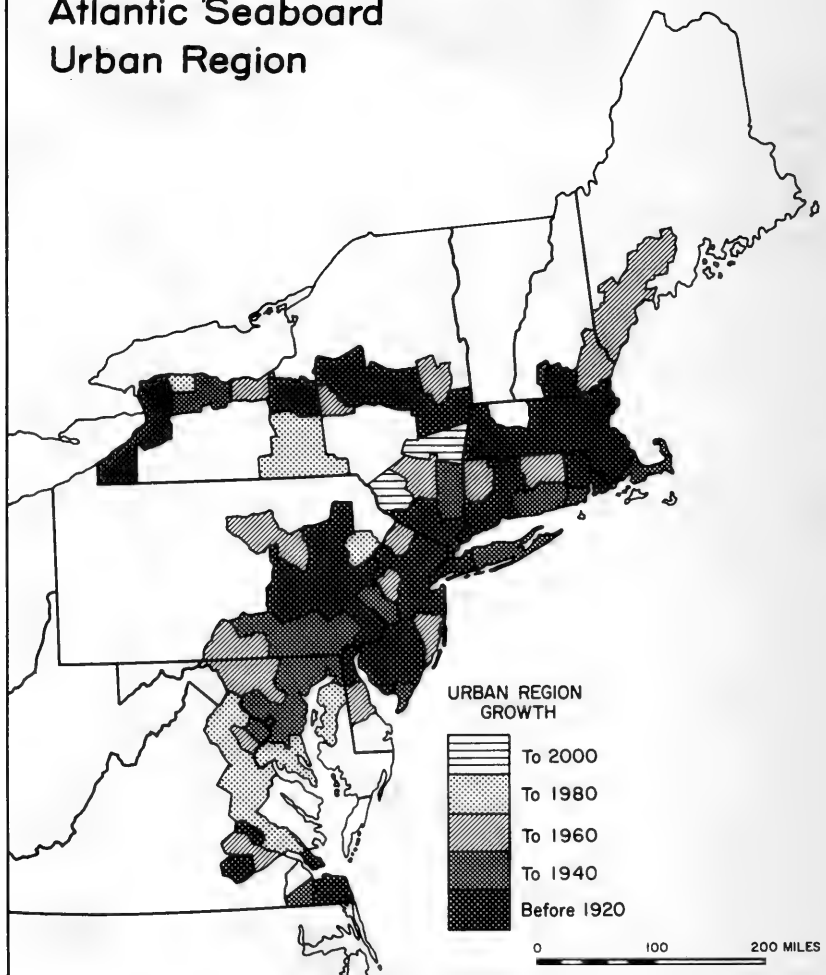 Atlantic Seaboard
Urban Region
URBAN REGION
GROWTH
To 2000
To 1980
To 1960
To 1940
Before 1920
0 100 200 MILES